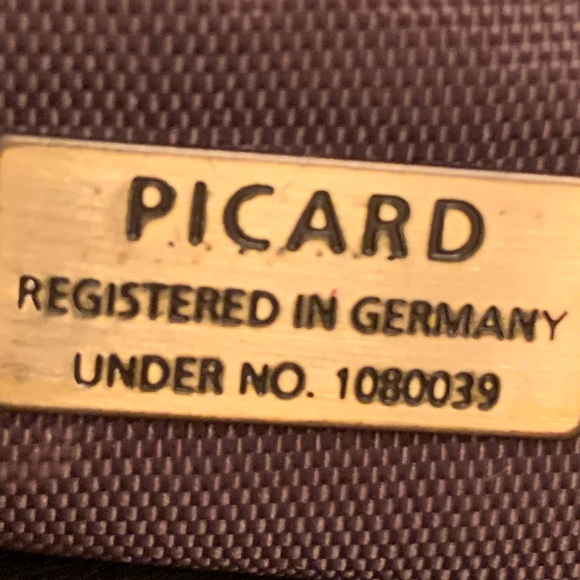 PICARD
REGISTERED IN GERMANY
UNDER NO. 1080039